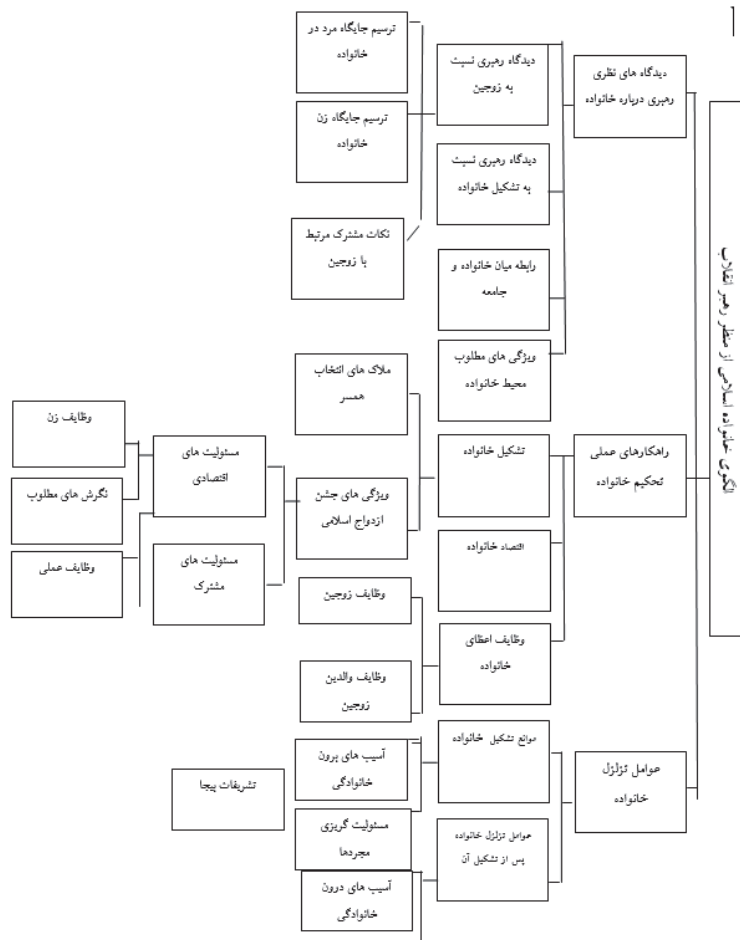 ۱
الگوی خانواده اسلامی از منظر رهبر انقلاب
دیدگاه های نظری
رهبری درباره خانواده
دیدگاه رهبری نسبت
به زوجین
ترسیم جایگاه مرد در
خانواده
ترسیم جایگاه زن
خانواده
نکات مشترک مرتبط
با زوجین
دیدگاه رهبری نسبت
به تشکیل خانواده
رابطه میان خانواده و
جامعه
ویژگی های مطلوب
محیط خانواده
راهکارهای عملی
تحکیم خانواده
تشکیل خانواده
ملاک های انتخاب
همسر
ویژگی های جشن
ازدواج اسلامی
مسئولیت های
اقتصادی
وظایف زن
نگرش های مطلوب
مسئولیت های
مشترک
وظایف عملی
اقتصاد خانواده
وظایف اعظای
خانواده
وظایف زوجین
وظایف والدین
زوجین
عوامل تزلزل
خانواده
موانع تشکیل خانواده
آسیب های برون
خانوادگی
تشریفات بیجا
مسئولیت گریزی
مجردها
عوامل تزلزل خانواده
پس از تشکیل آن
آسیب های درون
خانوادگی